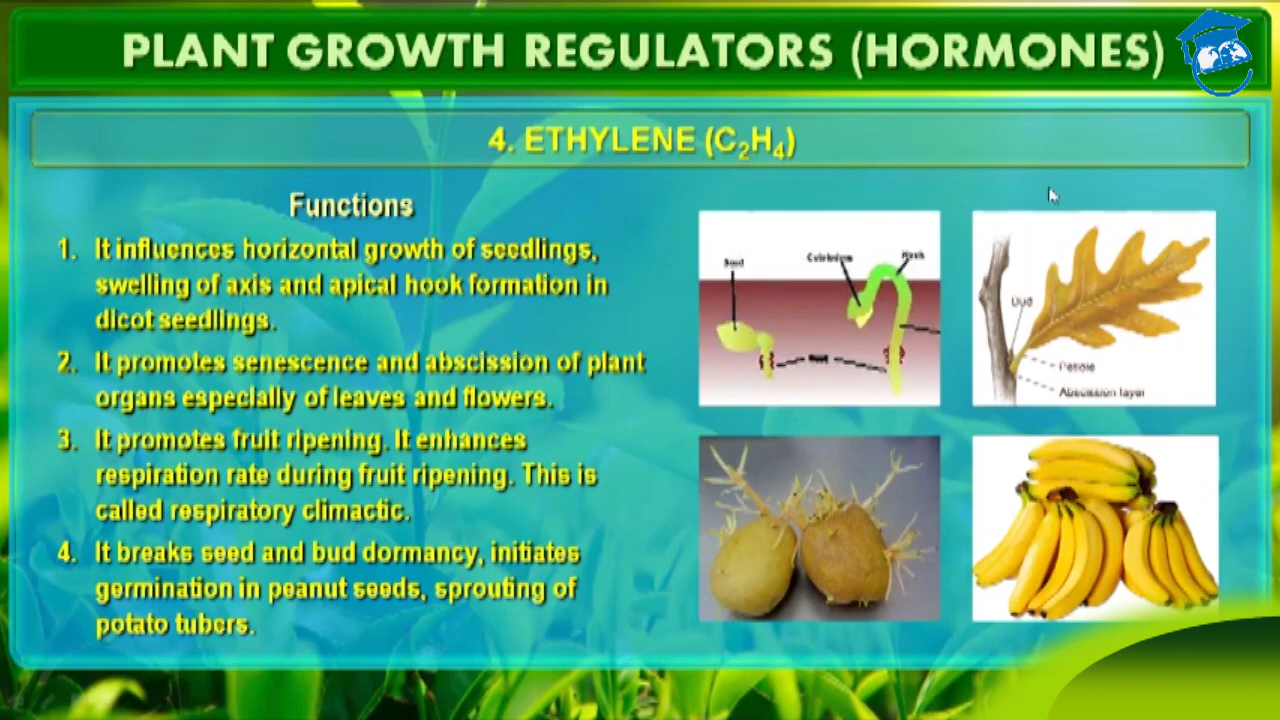 PLANT GROWTH REGULATORS (HORMONES)
4. ETHYLENE (C₂H₄)
Functions
1. It influences horizontal growth of seedlings,
swelling of axis and apical hook formation in
dicot seedlings.
2. It promotes senescence and abscission of plant
organs especially of leaves and flowers.
3. It promotes fruit ripening. It enhances
respiration rate during fruit ripening. This is
called respiratory climactic.
4. It breaks seed and bud dormancy, initiates
germination in peanut seeds, sprouting of
potato tubers.
Seed
Hook
Petiole
Abscission layer